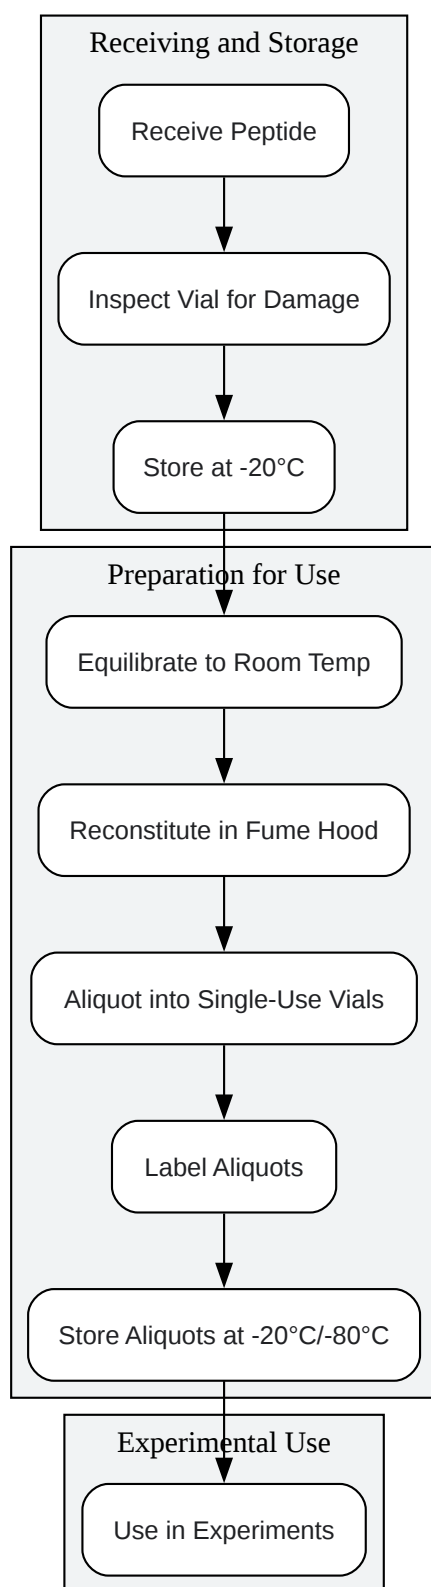 Receiving and Storage
Receive Peptide
Inspect Vial for Damage
Store at -20°C
Preparation for Use
Equilibrate to Room Temp
Reconstitute in Fume Hood
Aliquot into Single-Use Vials
Label Aliquots
Store Aliquots at -20°C/-80°C
Experimental Use
Use in Experiments